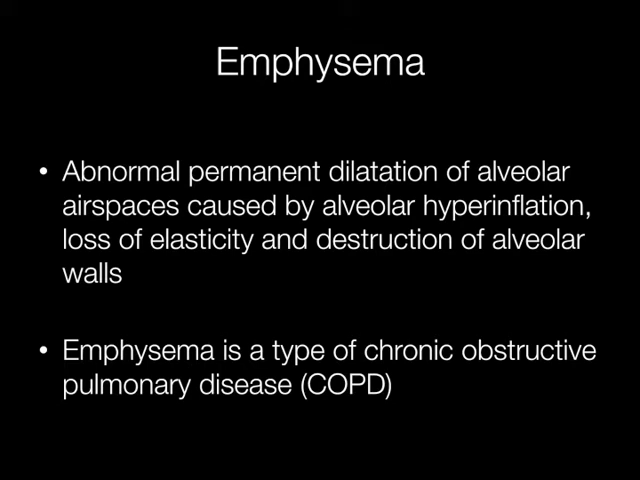 Emphysema
• Abnormal permanent dilatation of alveolar
airspaces caused by alveolar hyperinflation,
loss of elasticity and destruction of alveolar
walls
• Emphysema is a type of chronic obstructive
pulmonary disease (COPD)